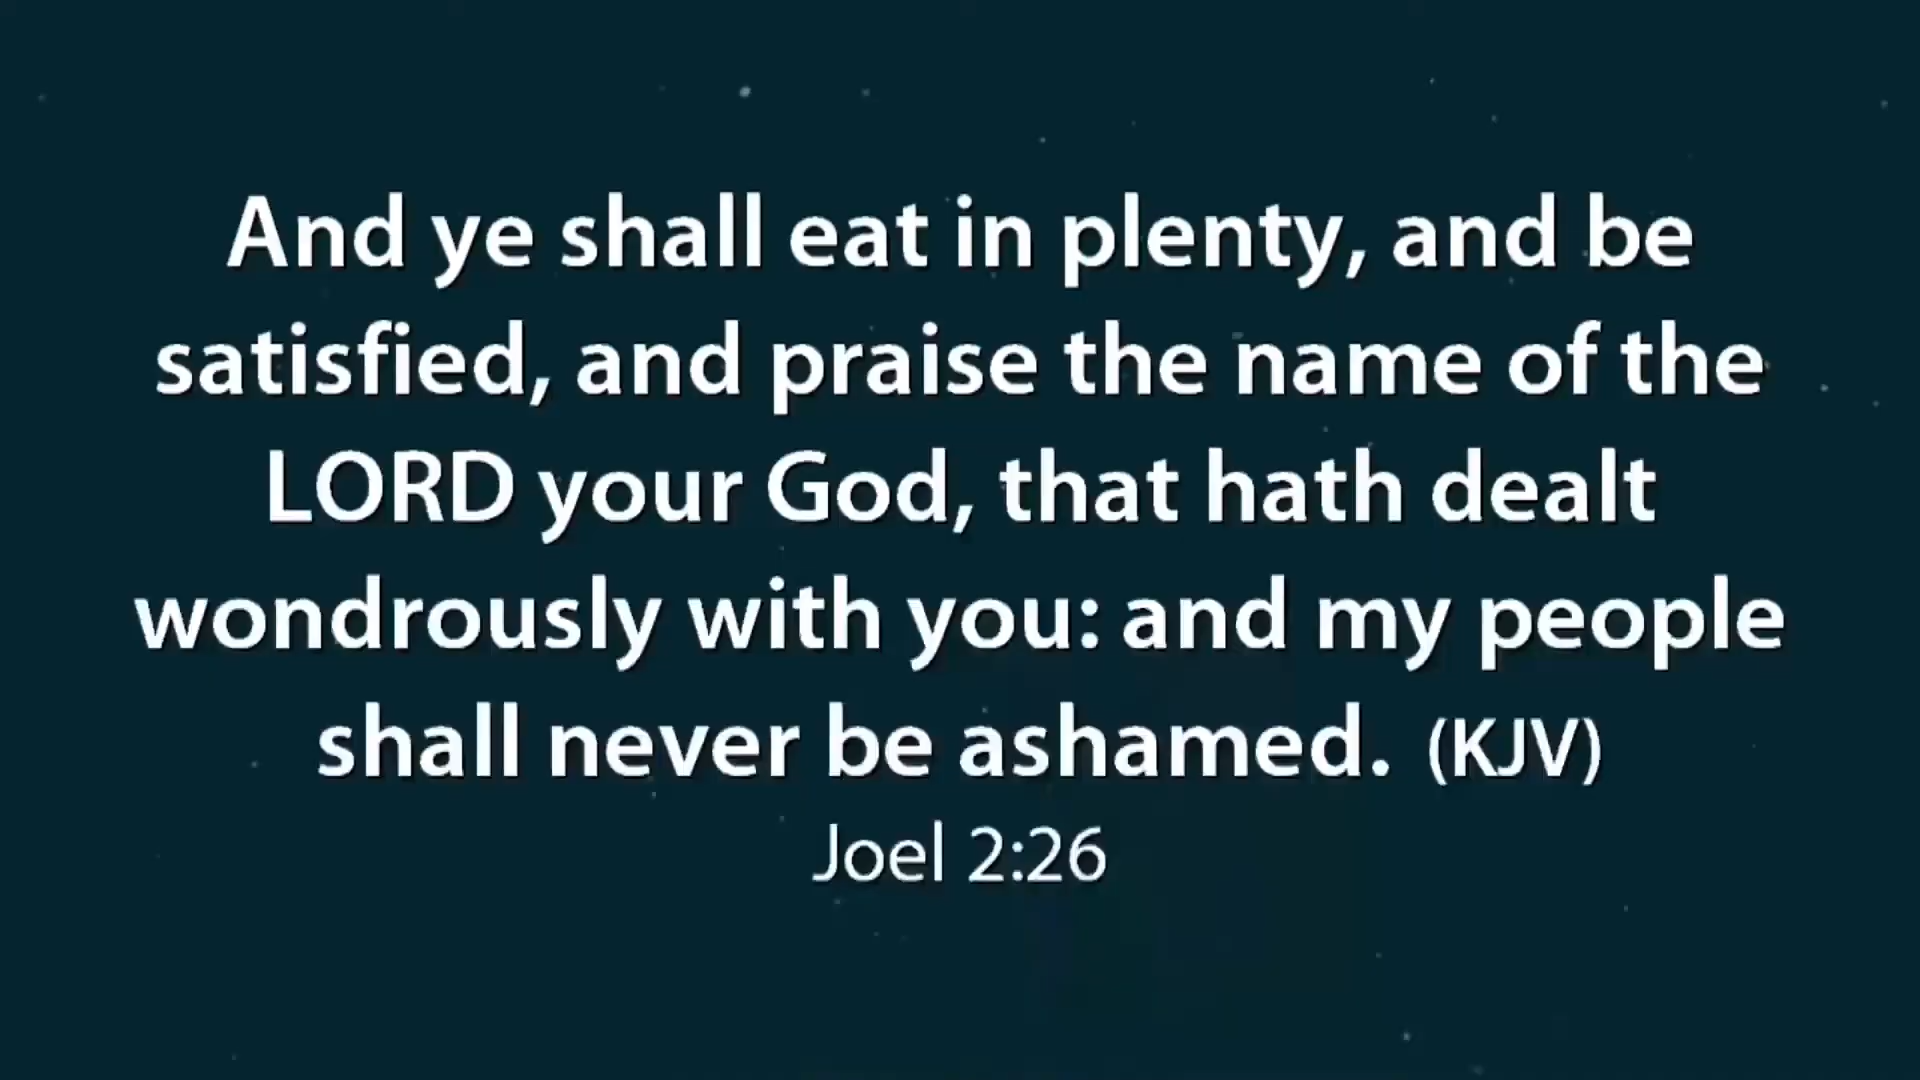 And ye shall eat in plenty, and be
satisfied, and praise the name of the
LORD your God, that hath dealt
wondrously with you: and my people
shall never be ashamed. (KJV)
Joel 2:26